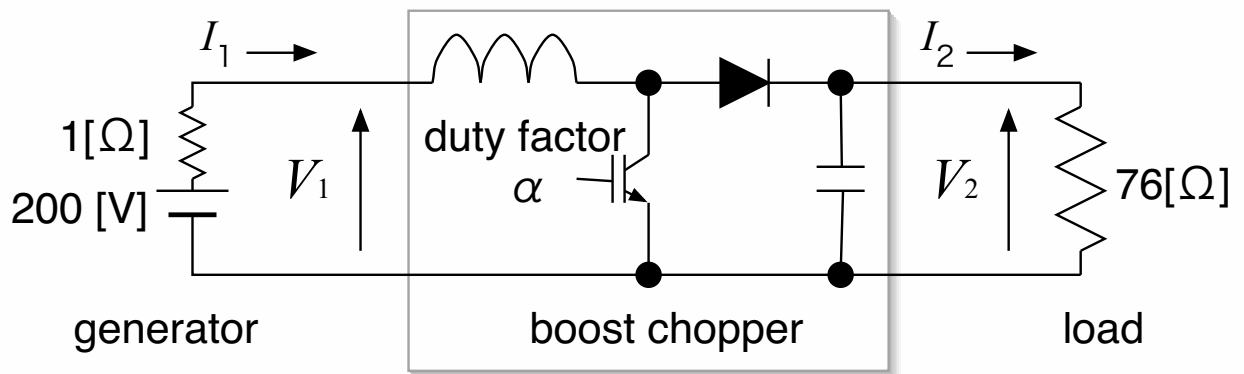 I1
I2
duty factor
α
1[Ω]
200 [V]
V1
V2
76[Ω]
generator
boost chopper
load